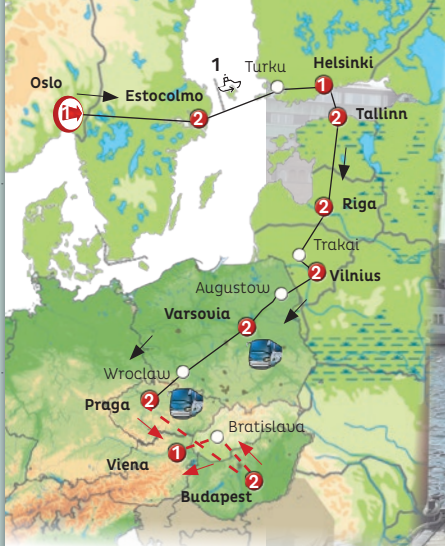 1
Turku
Helsinki
1
Oslo
Estocolmo
i
2
2
Tallinn
2
Riga
Trakai
2
Vilnius
Augustow
Varsovia
2
Wroclaw
Praga
2
Bratislava
Viena
1
Budapest
2